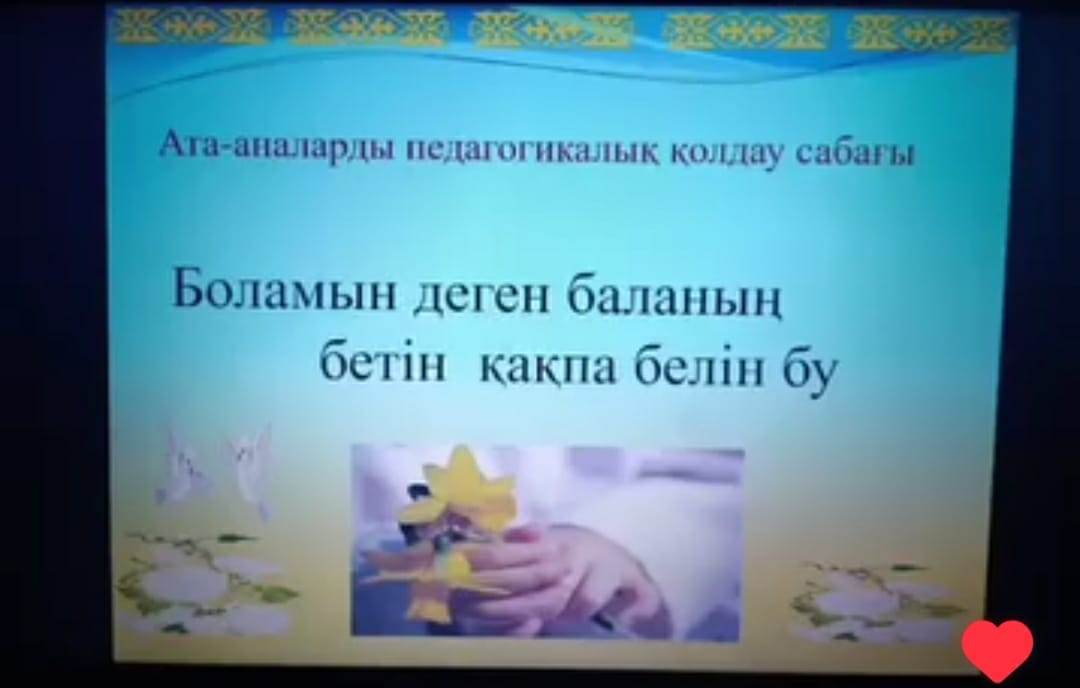 Ата-аналарды педагогикалық қолдау сабағы
Боламын деген баланың
бетін қақпа белін бу